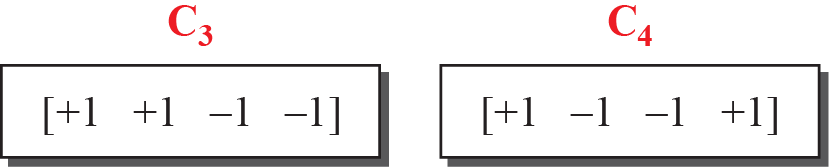 C₃ C₄
[+1 +1 –1 –1] [+1 –1 –1 +1]